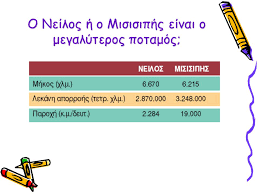 Ο Νείλος ή ο Μισισιπής είναι ο
μεγαλύτερος ποταμός;
ΝΕΙΛΟΣ ΜΙΣΙΣΙΠΗΣ
Μήκος (χλμ.) 6.670 6.215
Λεκάνη απορροής (τετρ. χλμ.) 2.870.000 3.248.000
Παροχή (κ.μ/δευτ.) 2.284 19.000